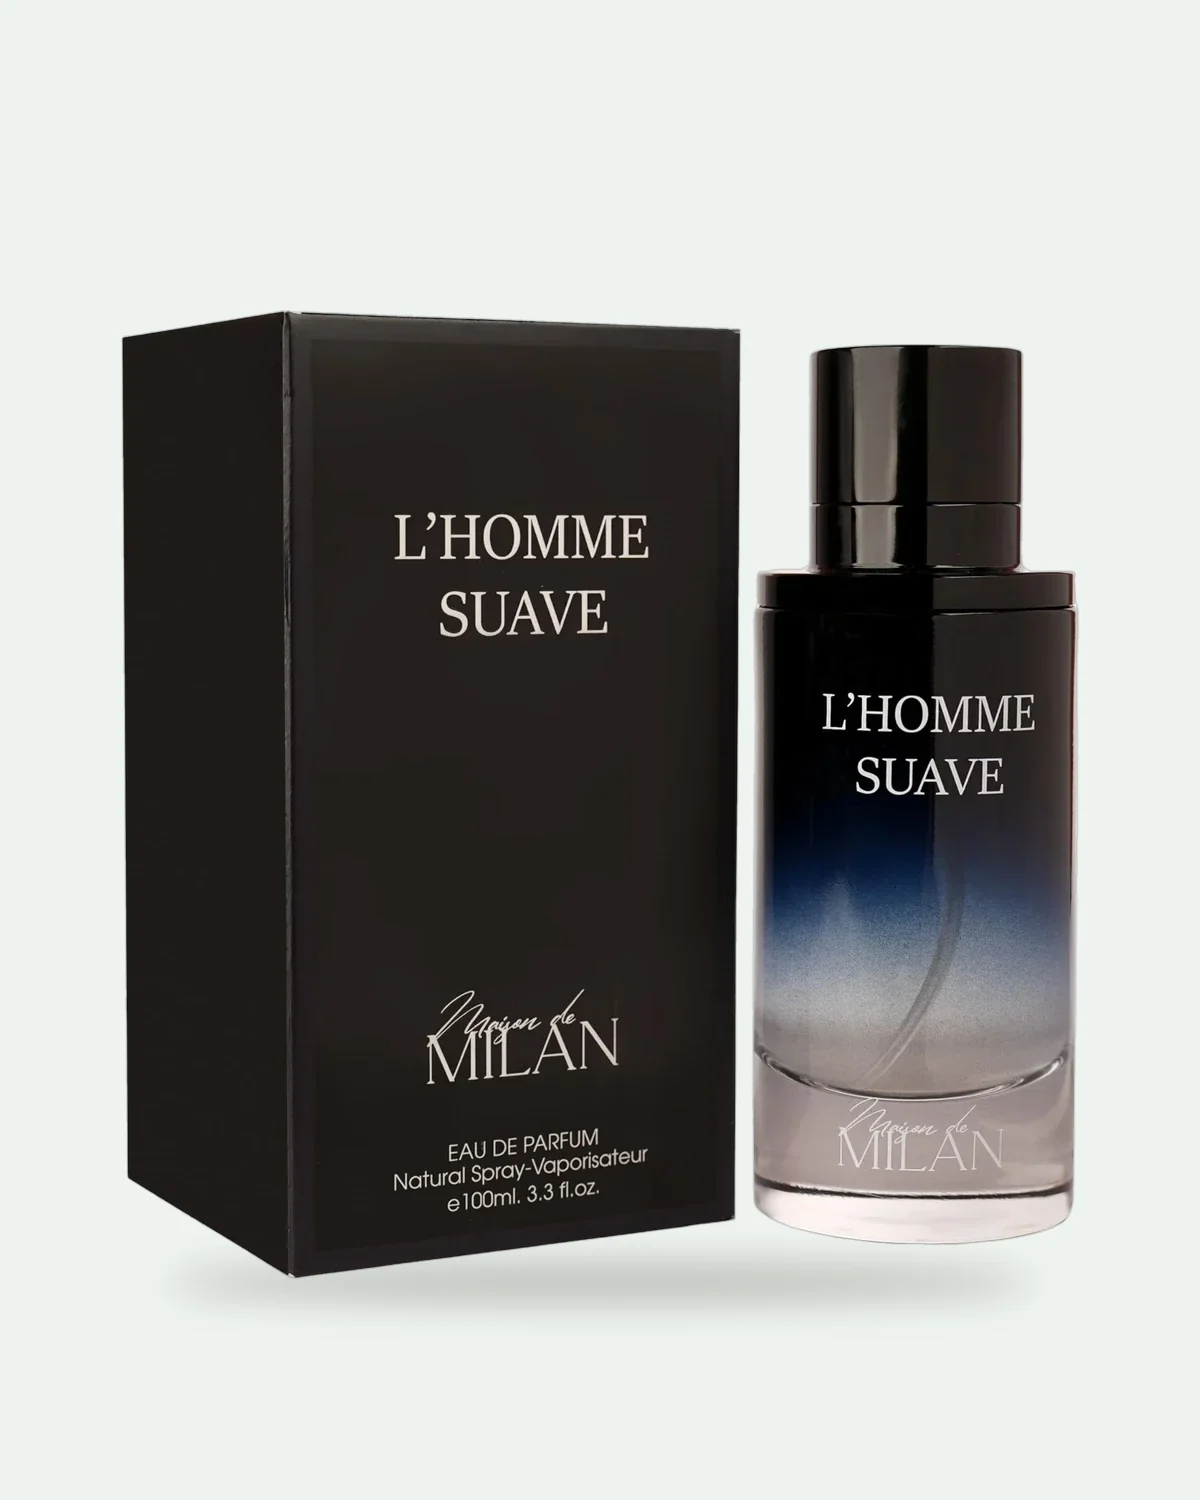 L’HOMME
SUAVE
Maison de
MILAN
EAU DE PARFUM
Natural Spray-Vaporisateur
e100ml. 3.3 fl.oz.
L’HOMME
SUAVE
Maison de
MILAN